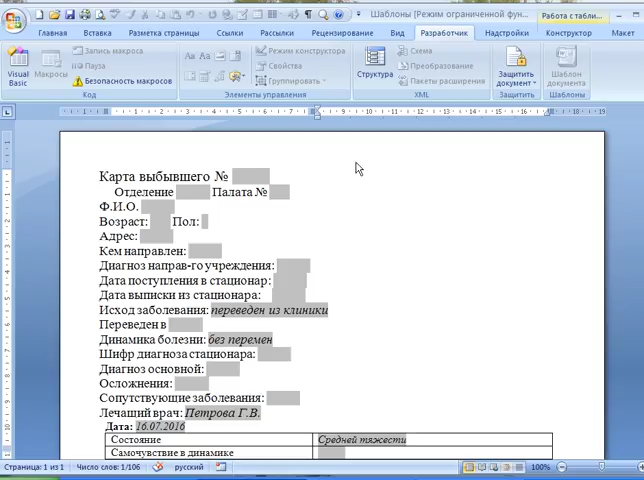 Шаблоны [Режим ограниченной фун...
Работа с таблиц...
Главная Вставка Разметка страницы Ссылки Рассылки Рецензирование Вид Разработчик Надстройки Конструктор Макет
Visual Basic
Макросы
Запись макроса
Пауза
Безопасность макросов
Код
Режим конструктора
Свойства
Группировать
Элементы управления
Структура
Схема
Преобразование
Пакеты расширения
XML
Защитить документ
Защитить
Шаблон документа
Шаблоны
Карта выбывшего №
Отделение Палата №
Ф.И.О.
Возраст: Пол:
Адрес:
Кем направлен:
Диагноз направ-го учреждения:
Дата поступления в стационар:
Дата выписки из стационара:
Исход заболевания: переведен из клиники
Переведен в
Динамика болезни: без перемен
Шифр диагноза стационара:
Диагноз основной:
Осложнения:
Сопутствующие заболевания:
Лечащий врач: Петрова Г.В.
Дата: 16.07.2016
Состояние Средней тяжести
Самочувствие в динамике
Страница: 1 из 1 Число слов: 1/106 русский 100%